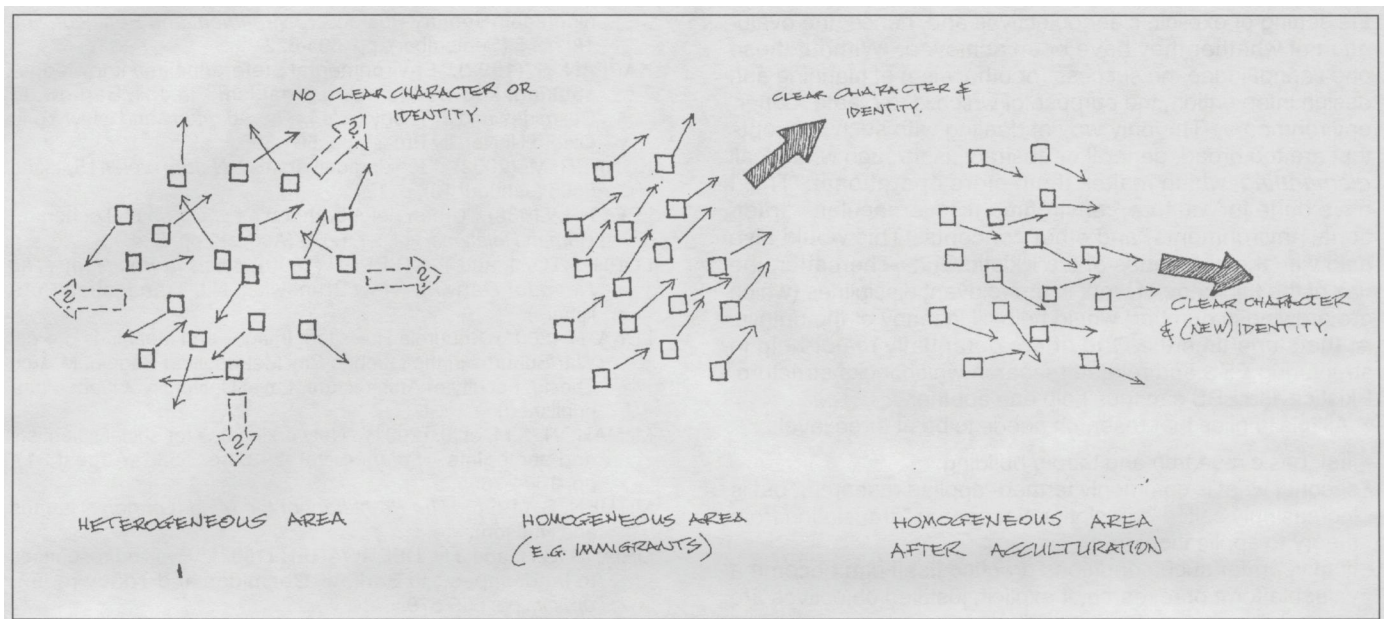 NO CLEAR CHARACTER OR
IDENTITY.
?
?
?
?
HETEROGENEOUS AREA
CLEAR CHARACTER &
IDENTITY.
HOMOGENEOUS AREA
(E.G. IMMIGRANTS)
CLEAR CHARACTER
& (NEW) IDENTITY.
HOMOGENEOUS AREA
AFTER ACCULTURATION